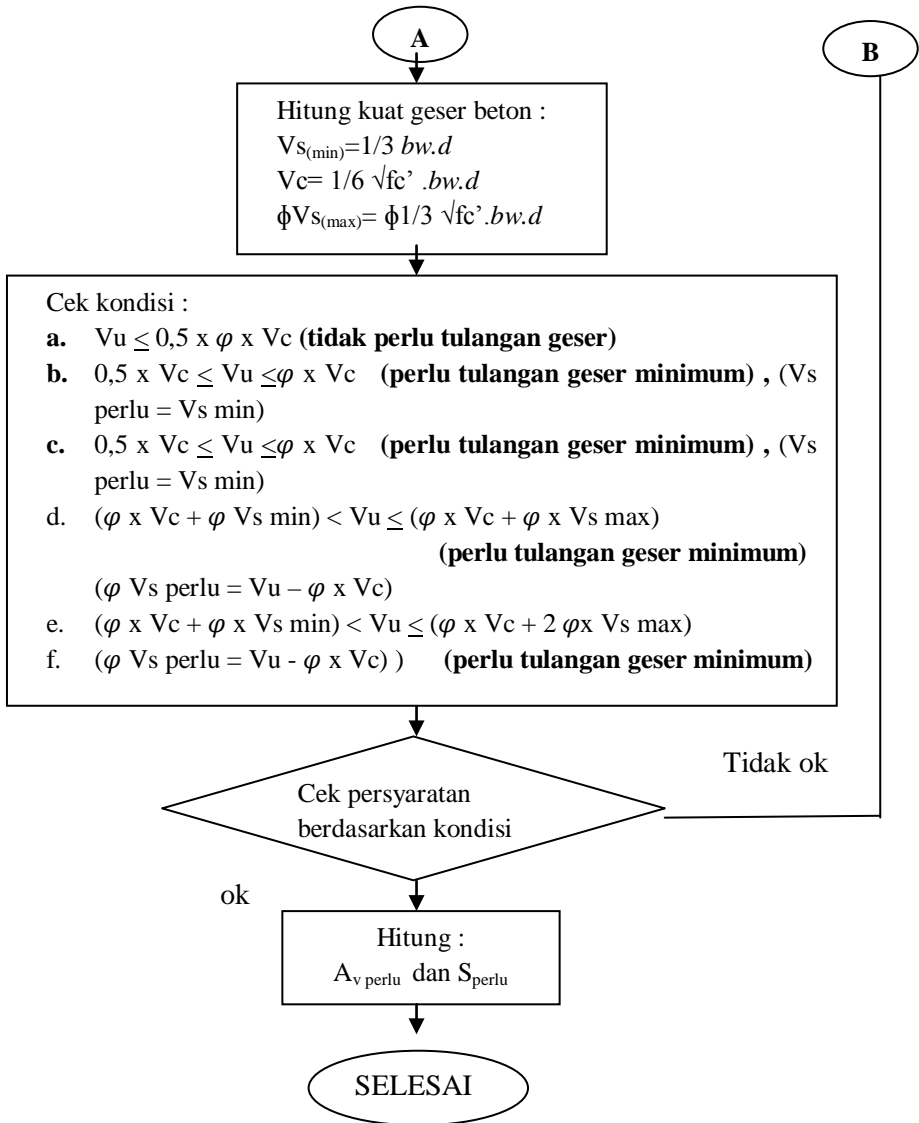 A
B
Hitung kuat geser beton :
Vs(min)=1/3 bw.d
Vc= 1/6 √fc’ .bw.d
ϕVs(max)= ϕ1/3 √fc’.bw.d
Cek kondisi :
a. Vu ≤ 0,5 x φ x Vc (tidak perlu tulangan geser)
b. 0,5 x Vc ≤ Vu ≤φ x Vc (perlu tulangan geser minimum) , (Vs
perlu = Vs min)
c. 0,5 x Vc ≤ Vu ≤φ x Vc (perlu tulangan geser minimum) , (Vs
perlu = Vs min)
d. (φ x Vc + φ Vs min) < Vu ≤ (φ x Vc + φ x Vs max)
(perlu tulangan geser minimum)
(φ Vs perlu = Vu – φ x Vc)
e. (φ x Vc + φ x Vs min) < Vu ≤ (φ x Vc + 2 φx Vs max)
f. (φ Vs perlu = Vu - φ x Vc) ) (perlu tulangan geser minimum)
Tidak ok
Cek persyaratan
berdasarkan kondisi
ok
Hitung :
Av perlu dan Sperlu
SELESAI